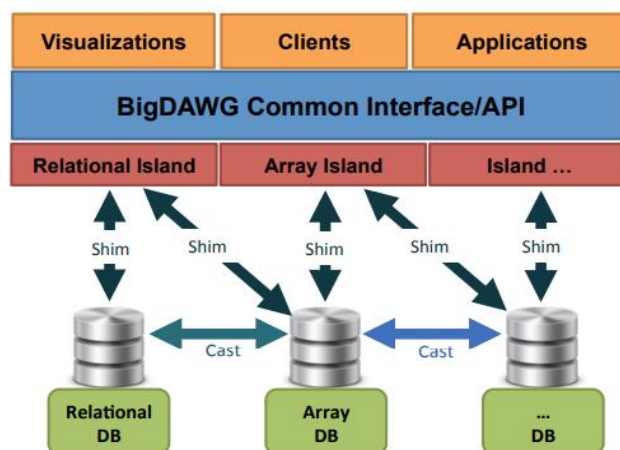 Visualizations
Clients
Applications
BigDAWG Common Interface/API
Relational Island
Array Island
Island ...
Shim
Shim
Shim
Shim
Shim
Cast
Cast
Relational
DB
Array
DB
...
DB